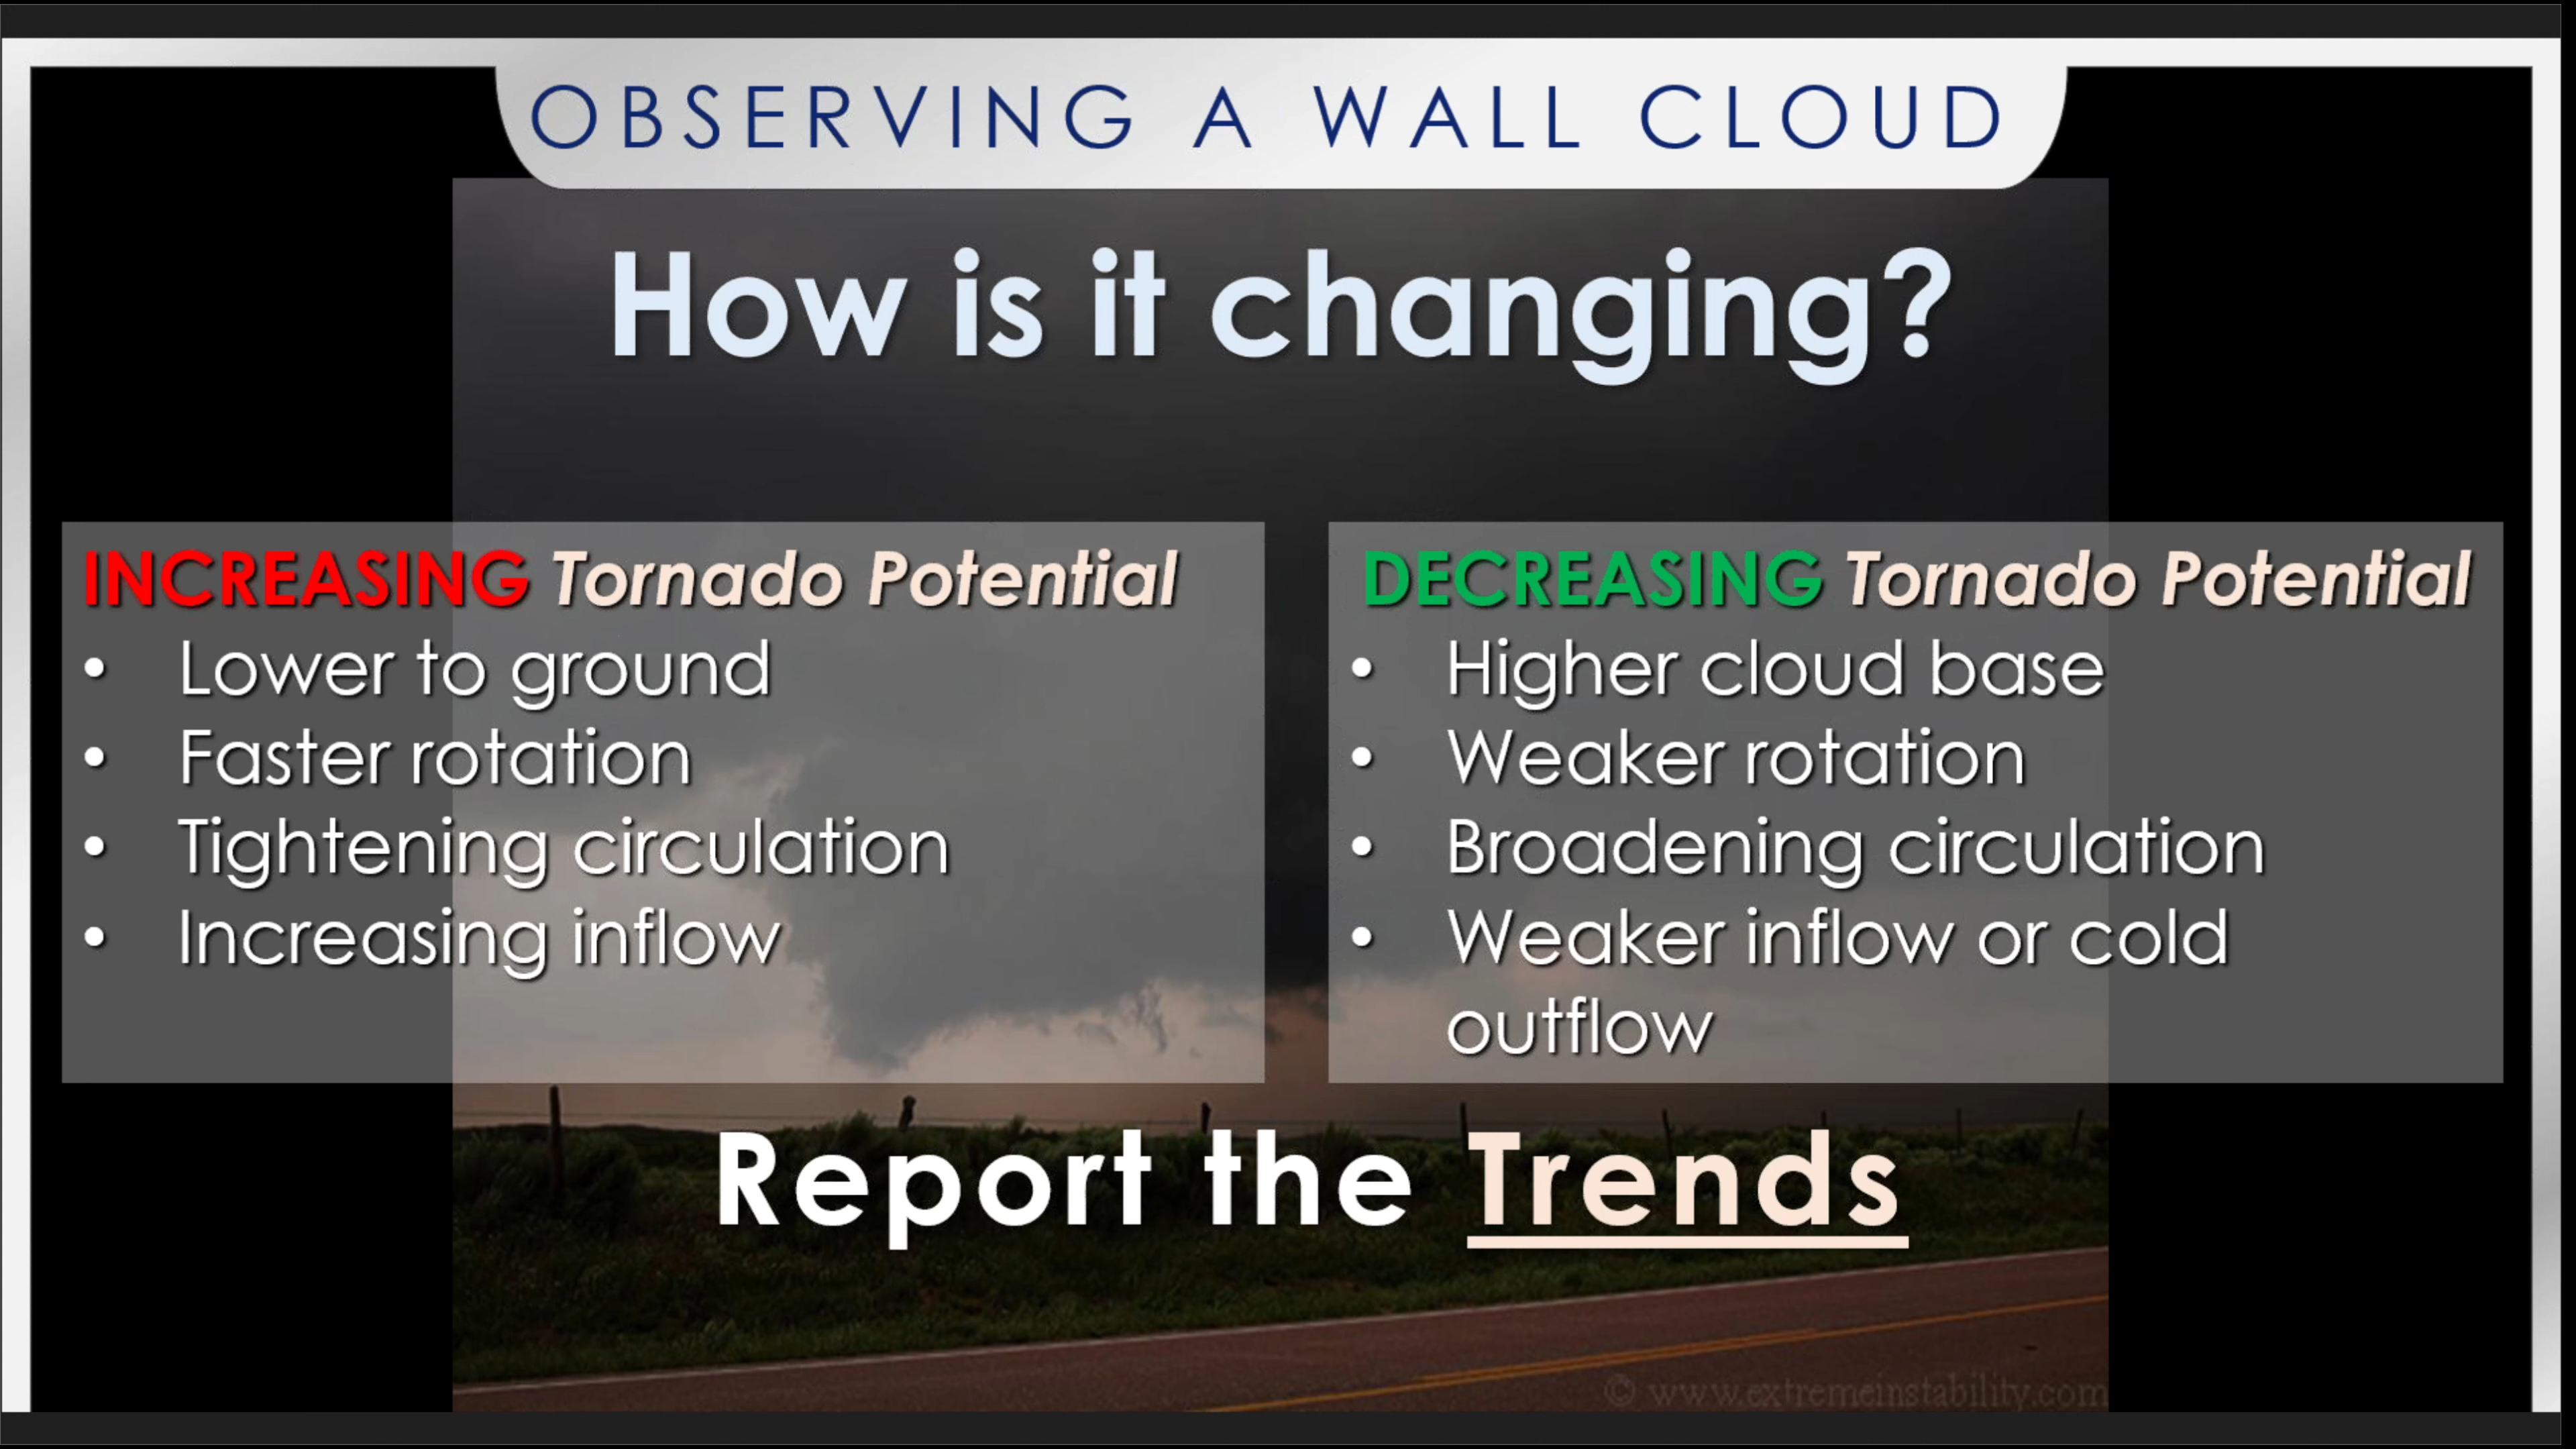 OBSERVING A WALL CLOUD
How is it changing?
INCREASING Tornado Potential
• Lower to ground
• Faster rotation
• Tightening circulation
• Increasing inflow
DECREASING Tornado Potential
• Higher cloud base
• Weaker rotation
• Broadening circulation
• Weaker inflow or cold
outflow
Report the Trends
© www.extremeinstability.com